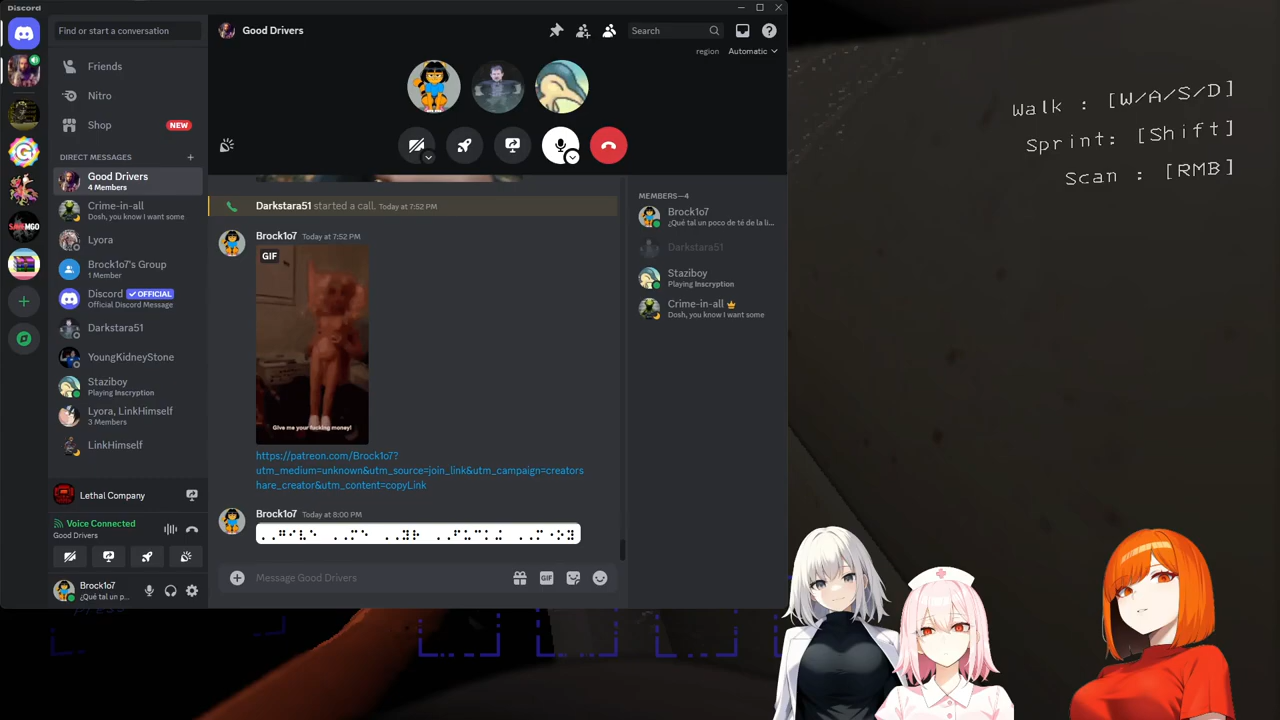 Discord
Find or start a conversation
Friends
Nitro
Shop
NEW
DIRECT MESSAGES
Good Drivers
4 Members
Crime-in-all
Dosh, you know I want some
Lyora
Brock1o7's Group
1 Member
Discord ✓ OFFICIAL
Official Discord Message
Darkstara51
YoungKidneyStone
Staziboy
Playing Inscryption
Lyora, LinkHimself
3 Members
LinkHimself
Lethal Company
Voice Connected
Good Drivers
Brock1o7
¿Qué tal un p...
Good Drivers
Search
region Automatic
Darkstara51 started a call. Today at 7:52 PM
Brock1o7 Today at 7:52 PM
GIF
Give me your fucking money!
https://patreon.com/Brock1o7?
utm_medium=unknown&utm_source=join_link&utm_campaign=creators
hare_creator&utm_content=copyLink
Brock1o7 Today at 8:00 PM
Message Good Drivers
GIF
MEMBERS—4
Brock1o7
¿Qué tal un poco de té de la li...
Darkstara51
Staziboy
Playing Inscryption
Crime-in-all
Dosh, you know I want some
Walk : [W/A/S/D]
Sprint: [Shift]
Scan : [RMB]